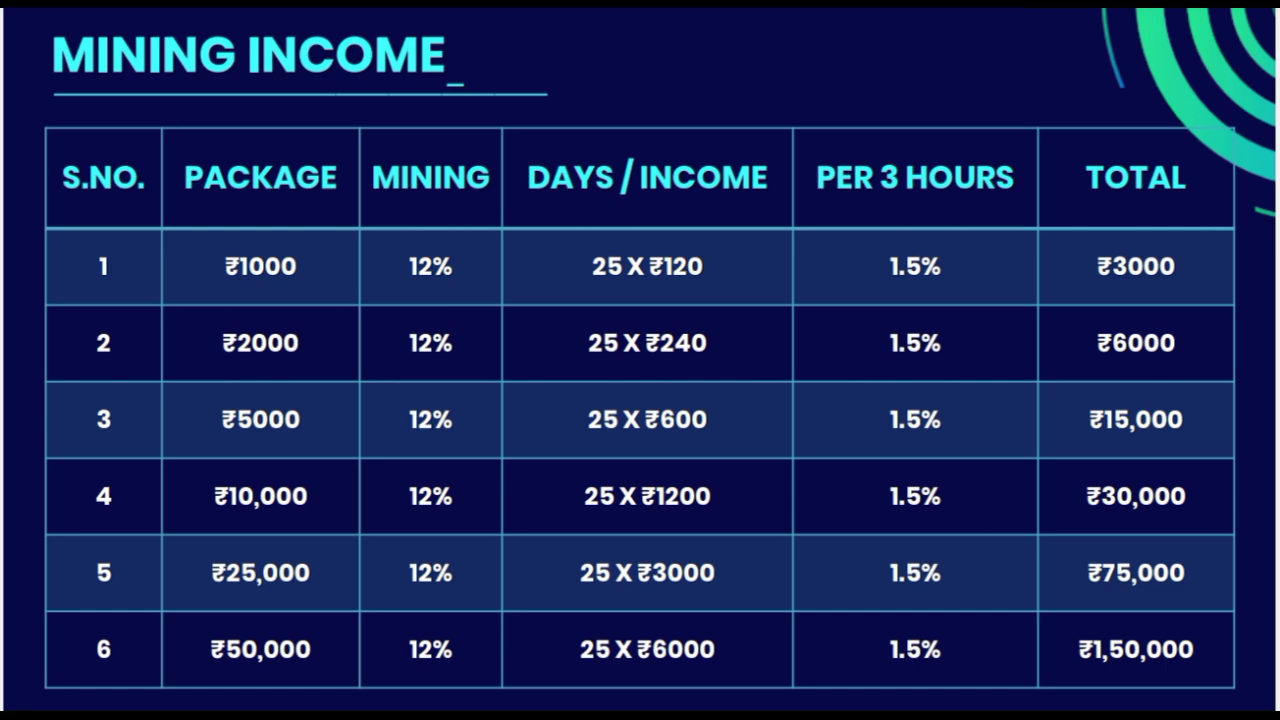 MINING INCOME_
S.NO. PACKAGE MINING DAYS / INCOME PER 3 HOURS TOTAL
1 ₹1000 12% 25 X ₹120 1.5% ₹3000
2 ₹2000 12% 25 X ₹240 1.5% ₹6000
3 ₹5000 12% 25 X ₹600 1.5% ₹15,000
4 ₹10,000 12% 25 X ₹1200 1.5% ₹30,000
5 ₹25,000 12% 25 X ₹3000 1.5% ₹75,000
6 ₹50,000 12% 25 X ₹6000 1.5% ₹1,50,000